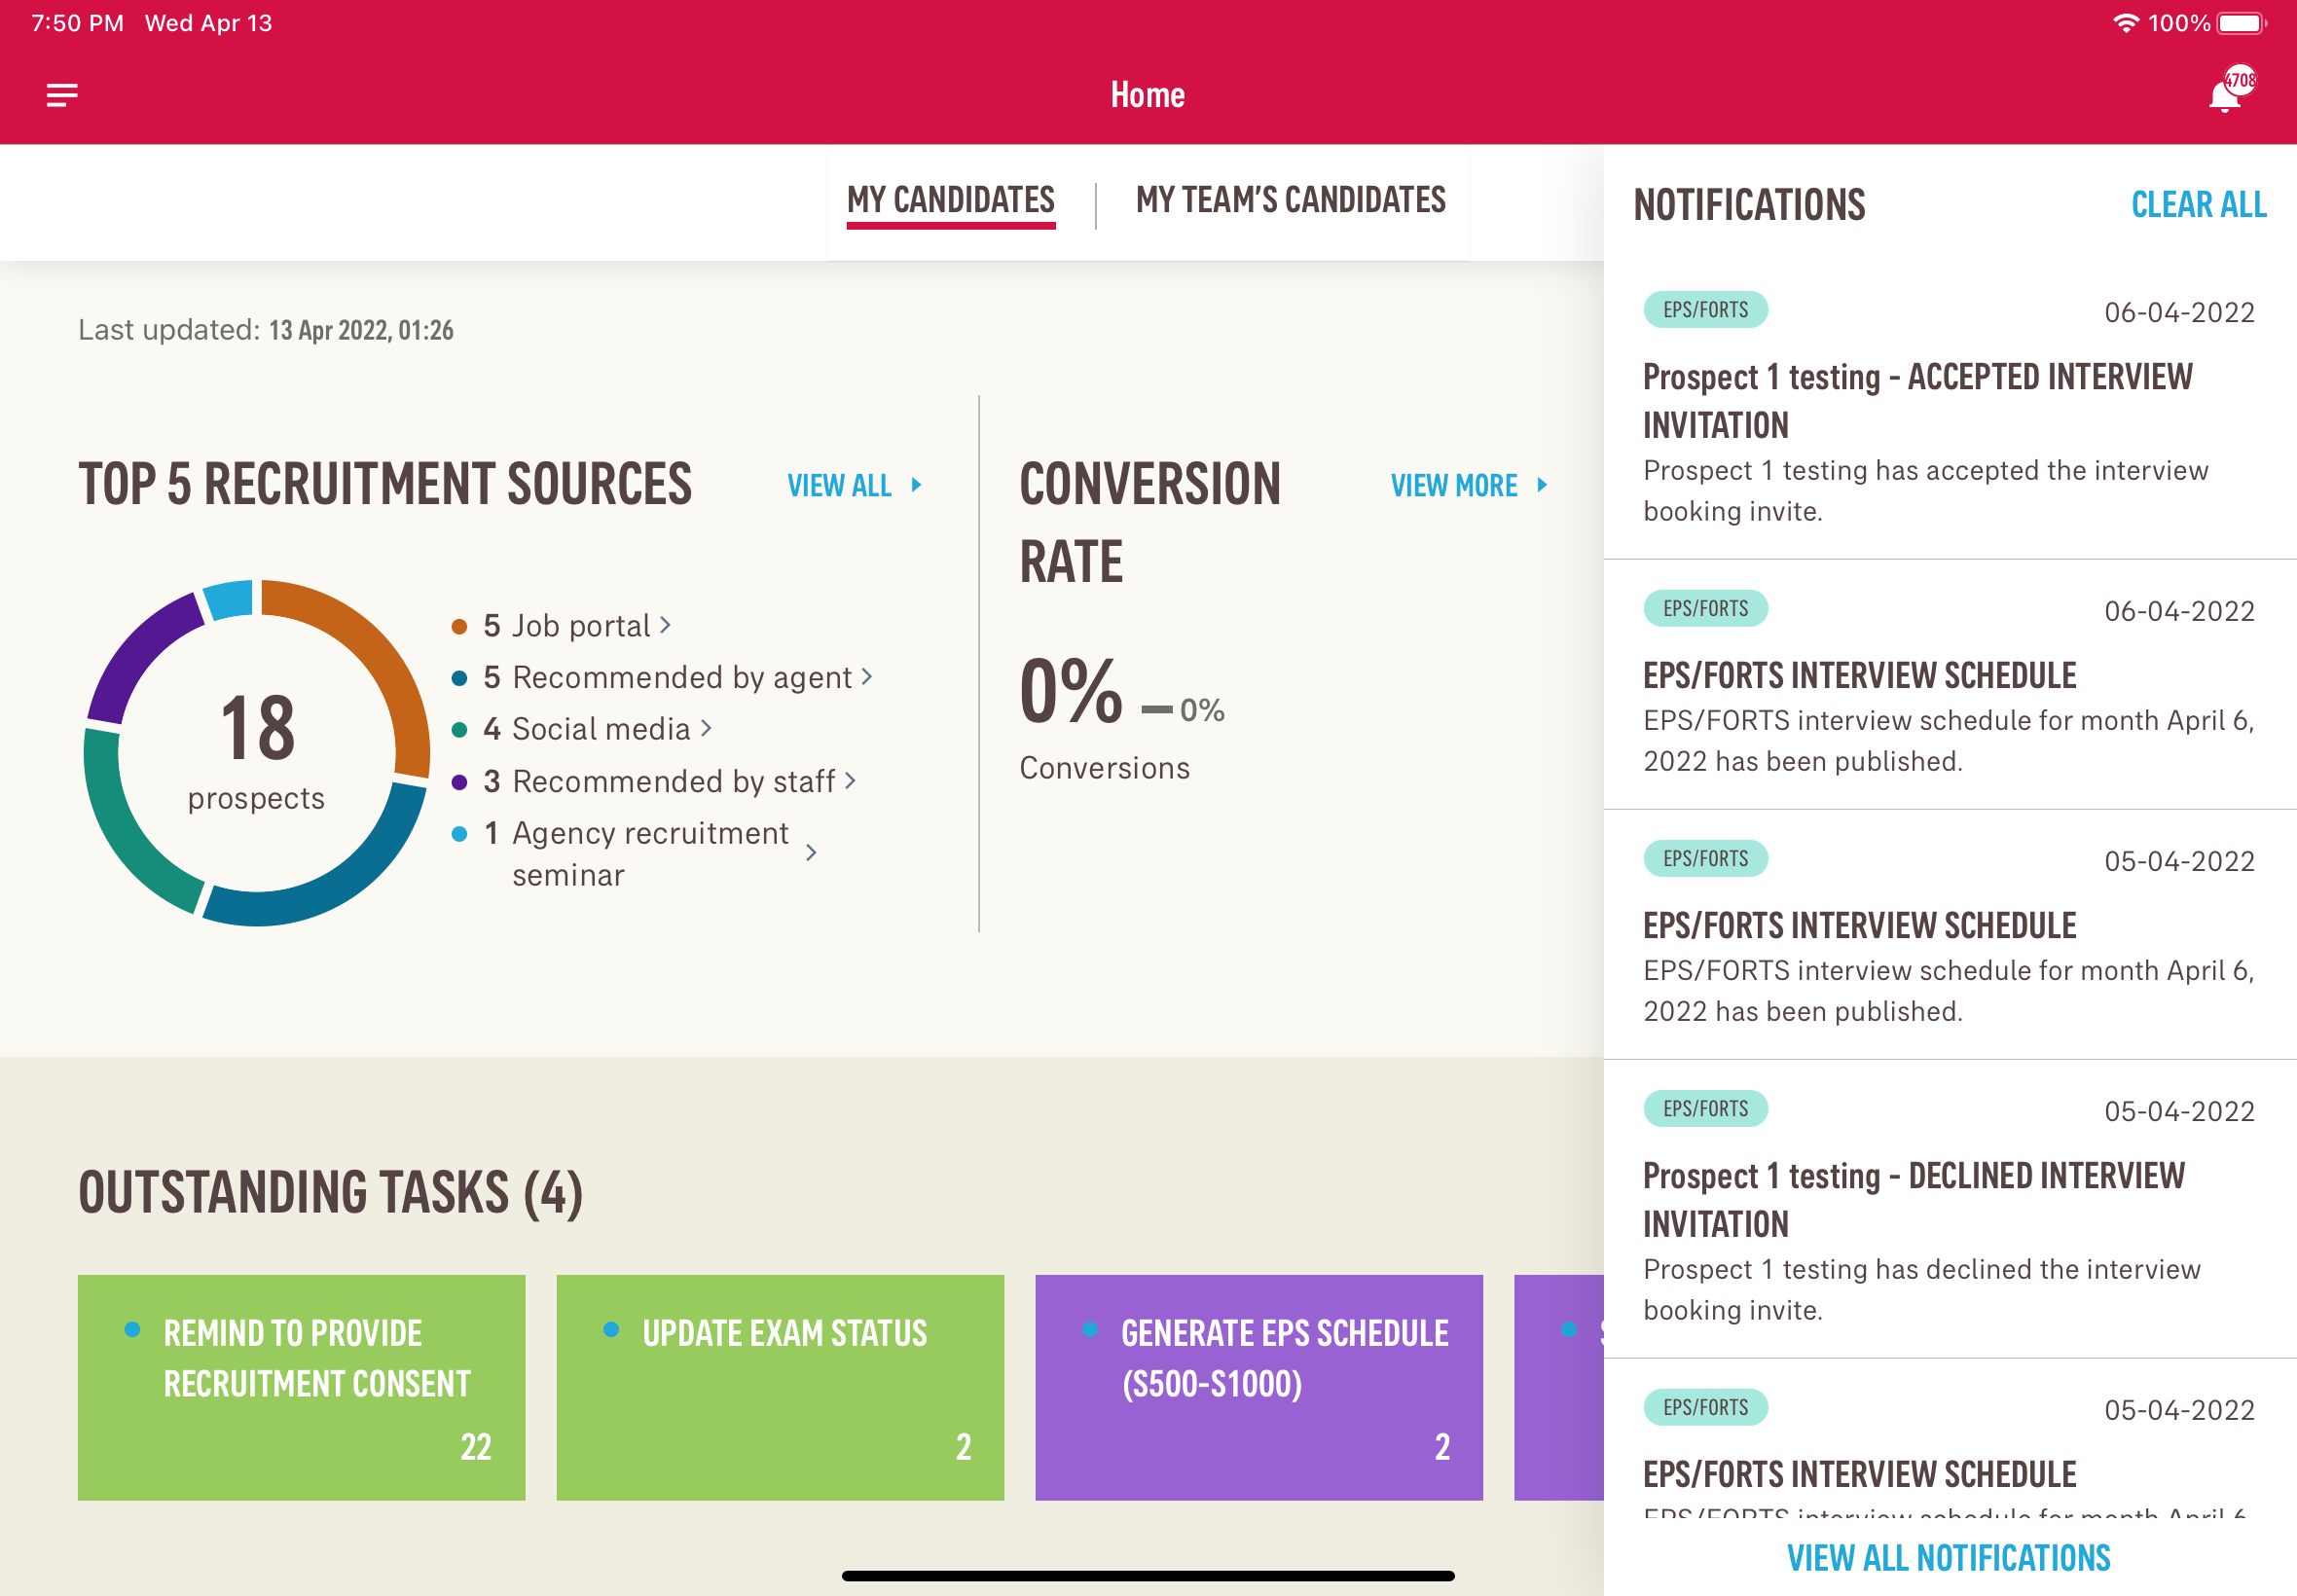 7:50 PM Wed Apr 13
100%
Home
4708
MY CANDIDATES
MY TEAM'S CANDIDATES
Last updated: 13 Apr 2022, 01:26
TOP 5 RECRUITMENT SOURCES
VIEW ALL
18
prospects
5 Job portal
5 Recommended by agent
4 Social media
3 Recommended by staff
1 Agency recruitment
seminar
CONVERSION
RATE
VIEW MORE
0% 0%
Conversions
OUTSTANDING TASKS (4)
REMIND TO PROVIDE
RECRUITMENT CONSENT
22
UPDATE EXAM STATUS
2
GENERATE EPS SCHEDULE
(S500-S1000)
2
NOTIFICATIONS
CLEAR ALL
EPS/FORTS
06-04-2022
Prospect 1 testing - ACCEPTED INTERVIEW
INVITATION
Prospect 1 testing has accepted the interview
booking invite.
EPS/FORTS
06-04-2022
EPS/FORTS INTERVIEW SCHEDULE
EPS/FORTS interview schedule for month April 6,
2022 has been published.
EPS/FORTS
05-04-2022
EPS/FORTS INTERVIEW SCHEDULE
EPS/FORTS interview schedule for month April 6,
2022 has been published.
EPS/FORTS
05-04-2022
Prospect 1 testing - DECLINED INTERVIEW
INVITATION
Prospect 1 testing has declined the interview
booking invite.
EPS/FORTS
05-04-2022
EPS/FORTS INTERVIEW SCHEDULE
EPS/FORTS interview schedule for month April 6,
VIEW ALL NOTIFICATIONS